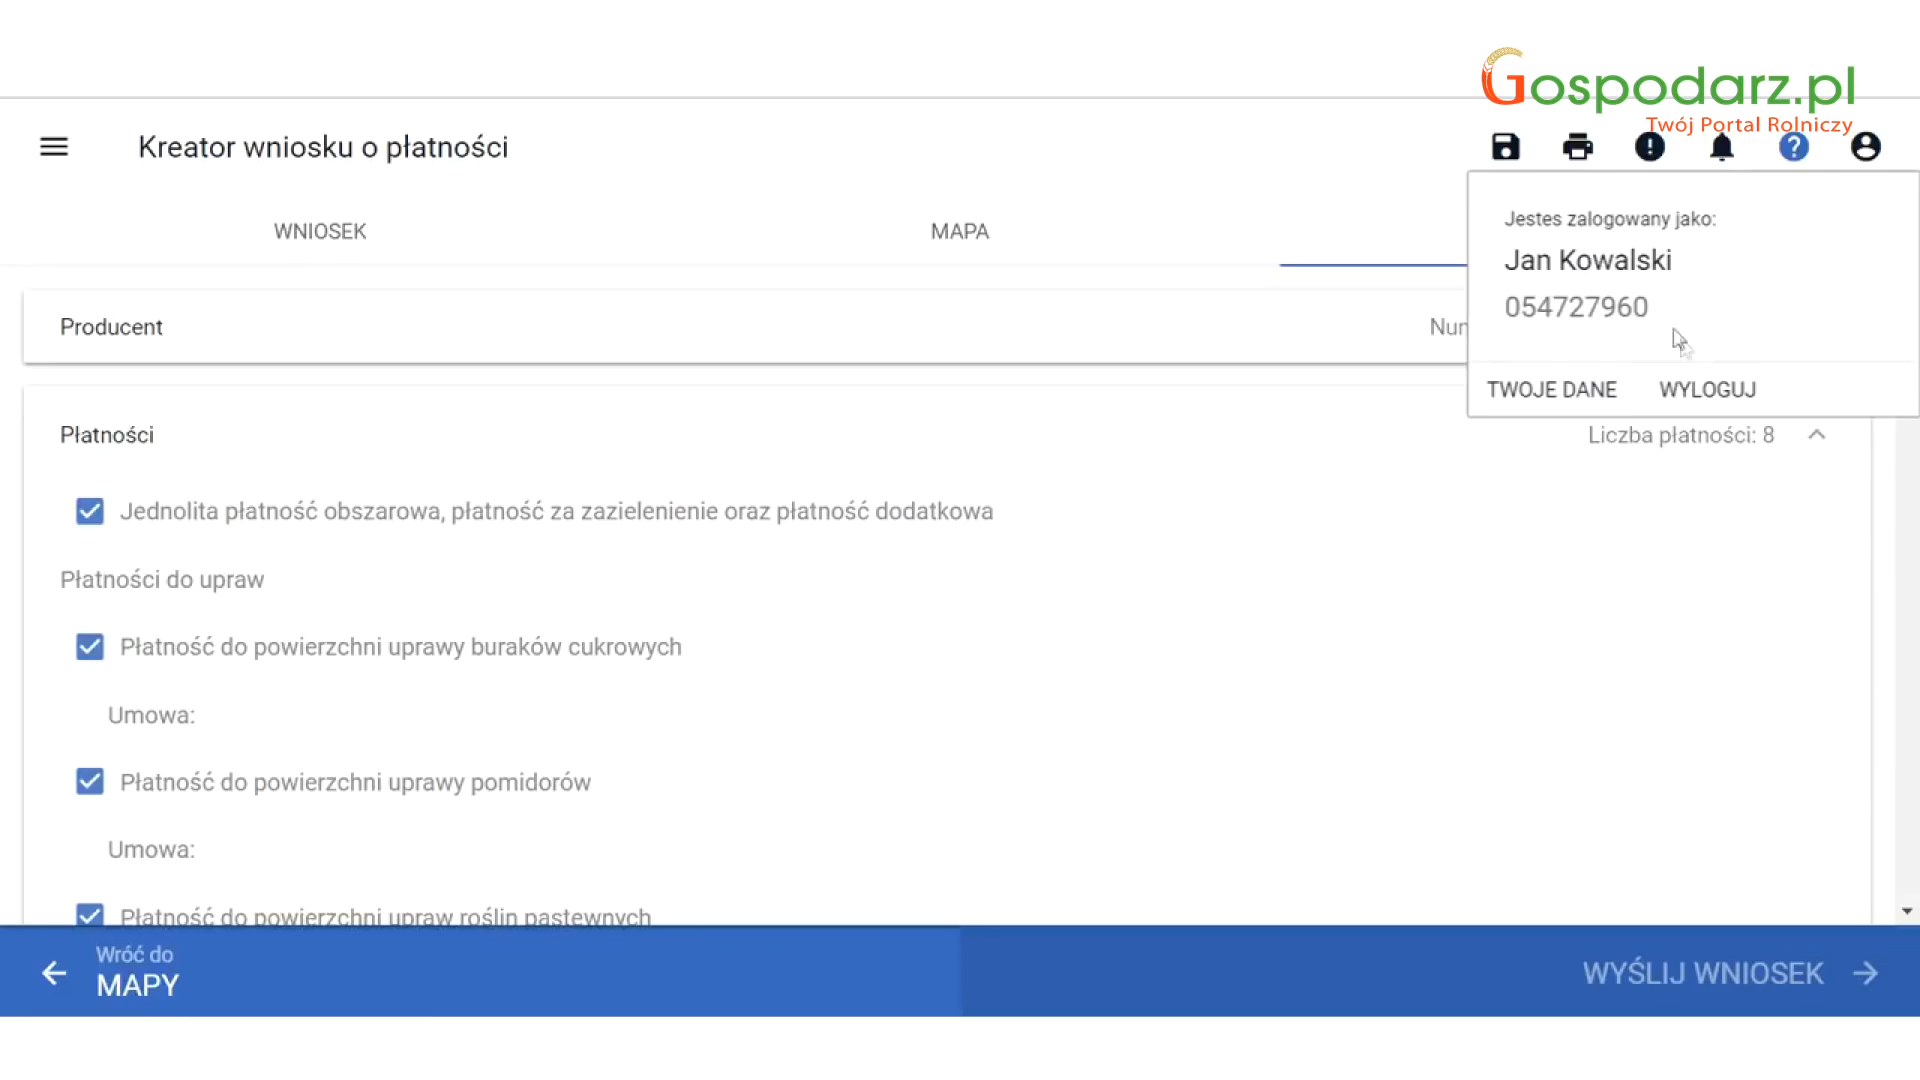 Gospodarz.pl
Twój Portal Rolniczy
Kreator wniosku o płatności
WNIOSEK
MAPA
Jestes zalogowany jako:
Jan Kowalski
054727960
TWOJE DANE WYLOGUJ
Producent
Płatności
Liczba płatności: 8
Jednolita płatność obszarowa, płatność za zazielenienie oraz płatność dodatkowa
Płatności do upraw
Płatność do powierzchni uprawy buraków cukrowych
Umowa:
Płatność do powierzchni uprawy pomidorów
Umowa:
Płatność do powierzchni upraw roślin pastewnych
Wróć do
MAPY
WYŚLIJ WNIOSEK